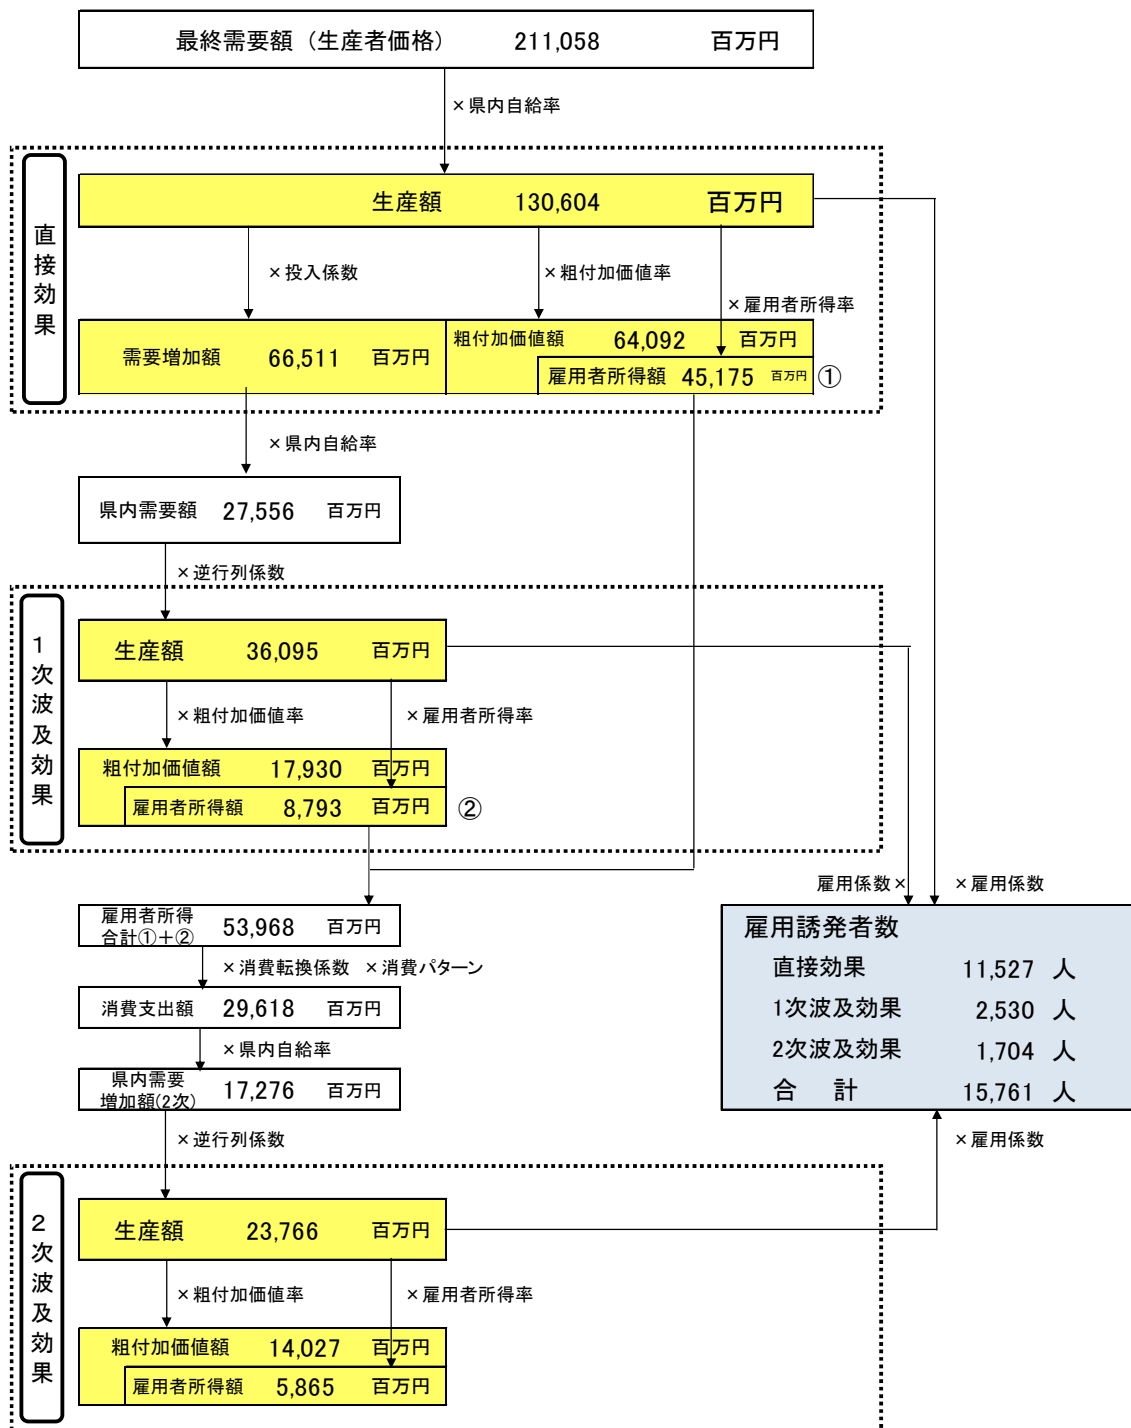 最終需要額（生産者価格） 211,058 百万円
×県内自給率
直接効果
生産額 130,604 百万円
×投入係数 ×粗付加価値率
×雇用者所得率
需要増加額 66,511 百万円
粗付加価値額 64,092 百万円
雇用者所得額 45,175 百万円 ①
×県内自給率
県内需要額 27,556 百万円
×逆行列係数
1次波及効果
生産額 36,095 百万円
×粗付加価値率 ×雇用者所得率
粗付加価値額 17,930 百万円
雇用者所得額 8,793 百万円 ②
雇用係数× ×雇用係数
雇用者所得
合計①＋② 53,968 百万円
×消費転換係数 ×消費パターン
消費支出額 29,618 百万円
×県内自給率
県内需要
増加額(2次) 17,276 百万円
雇用誘発者数
直接効果 11,527 人
1次波及効果 2,530 人
2次波及効果 1,704 人
合 計 15,761 人
×逆行列係数 ×雇用係数
2次波及効果
生産額 23,766 百万円
×粗付加価値率 ×雇用者所得率
粗付加価値額 14,027 百万円
雇用者所得額 5,865 百万円